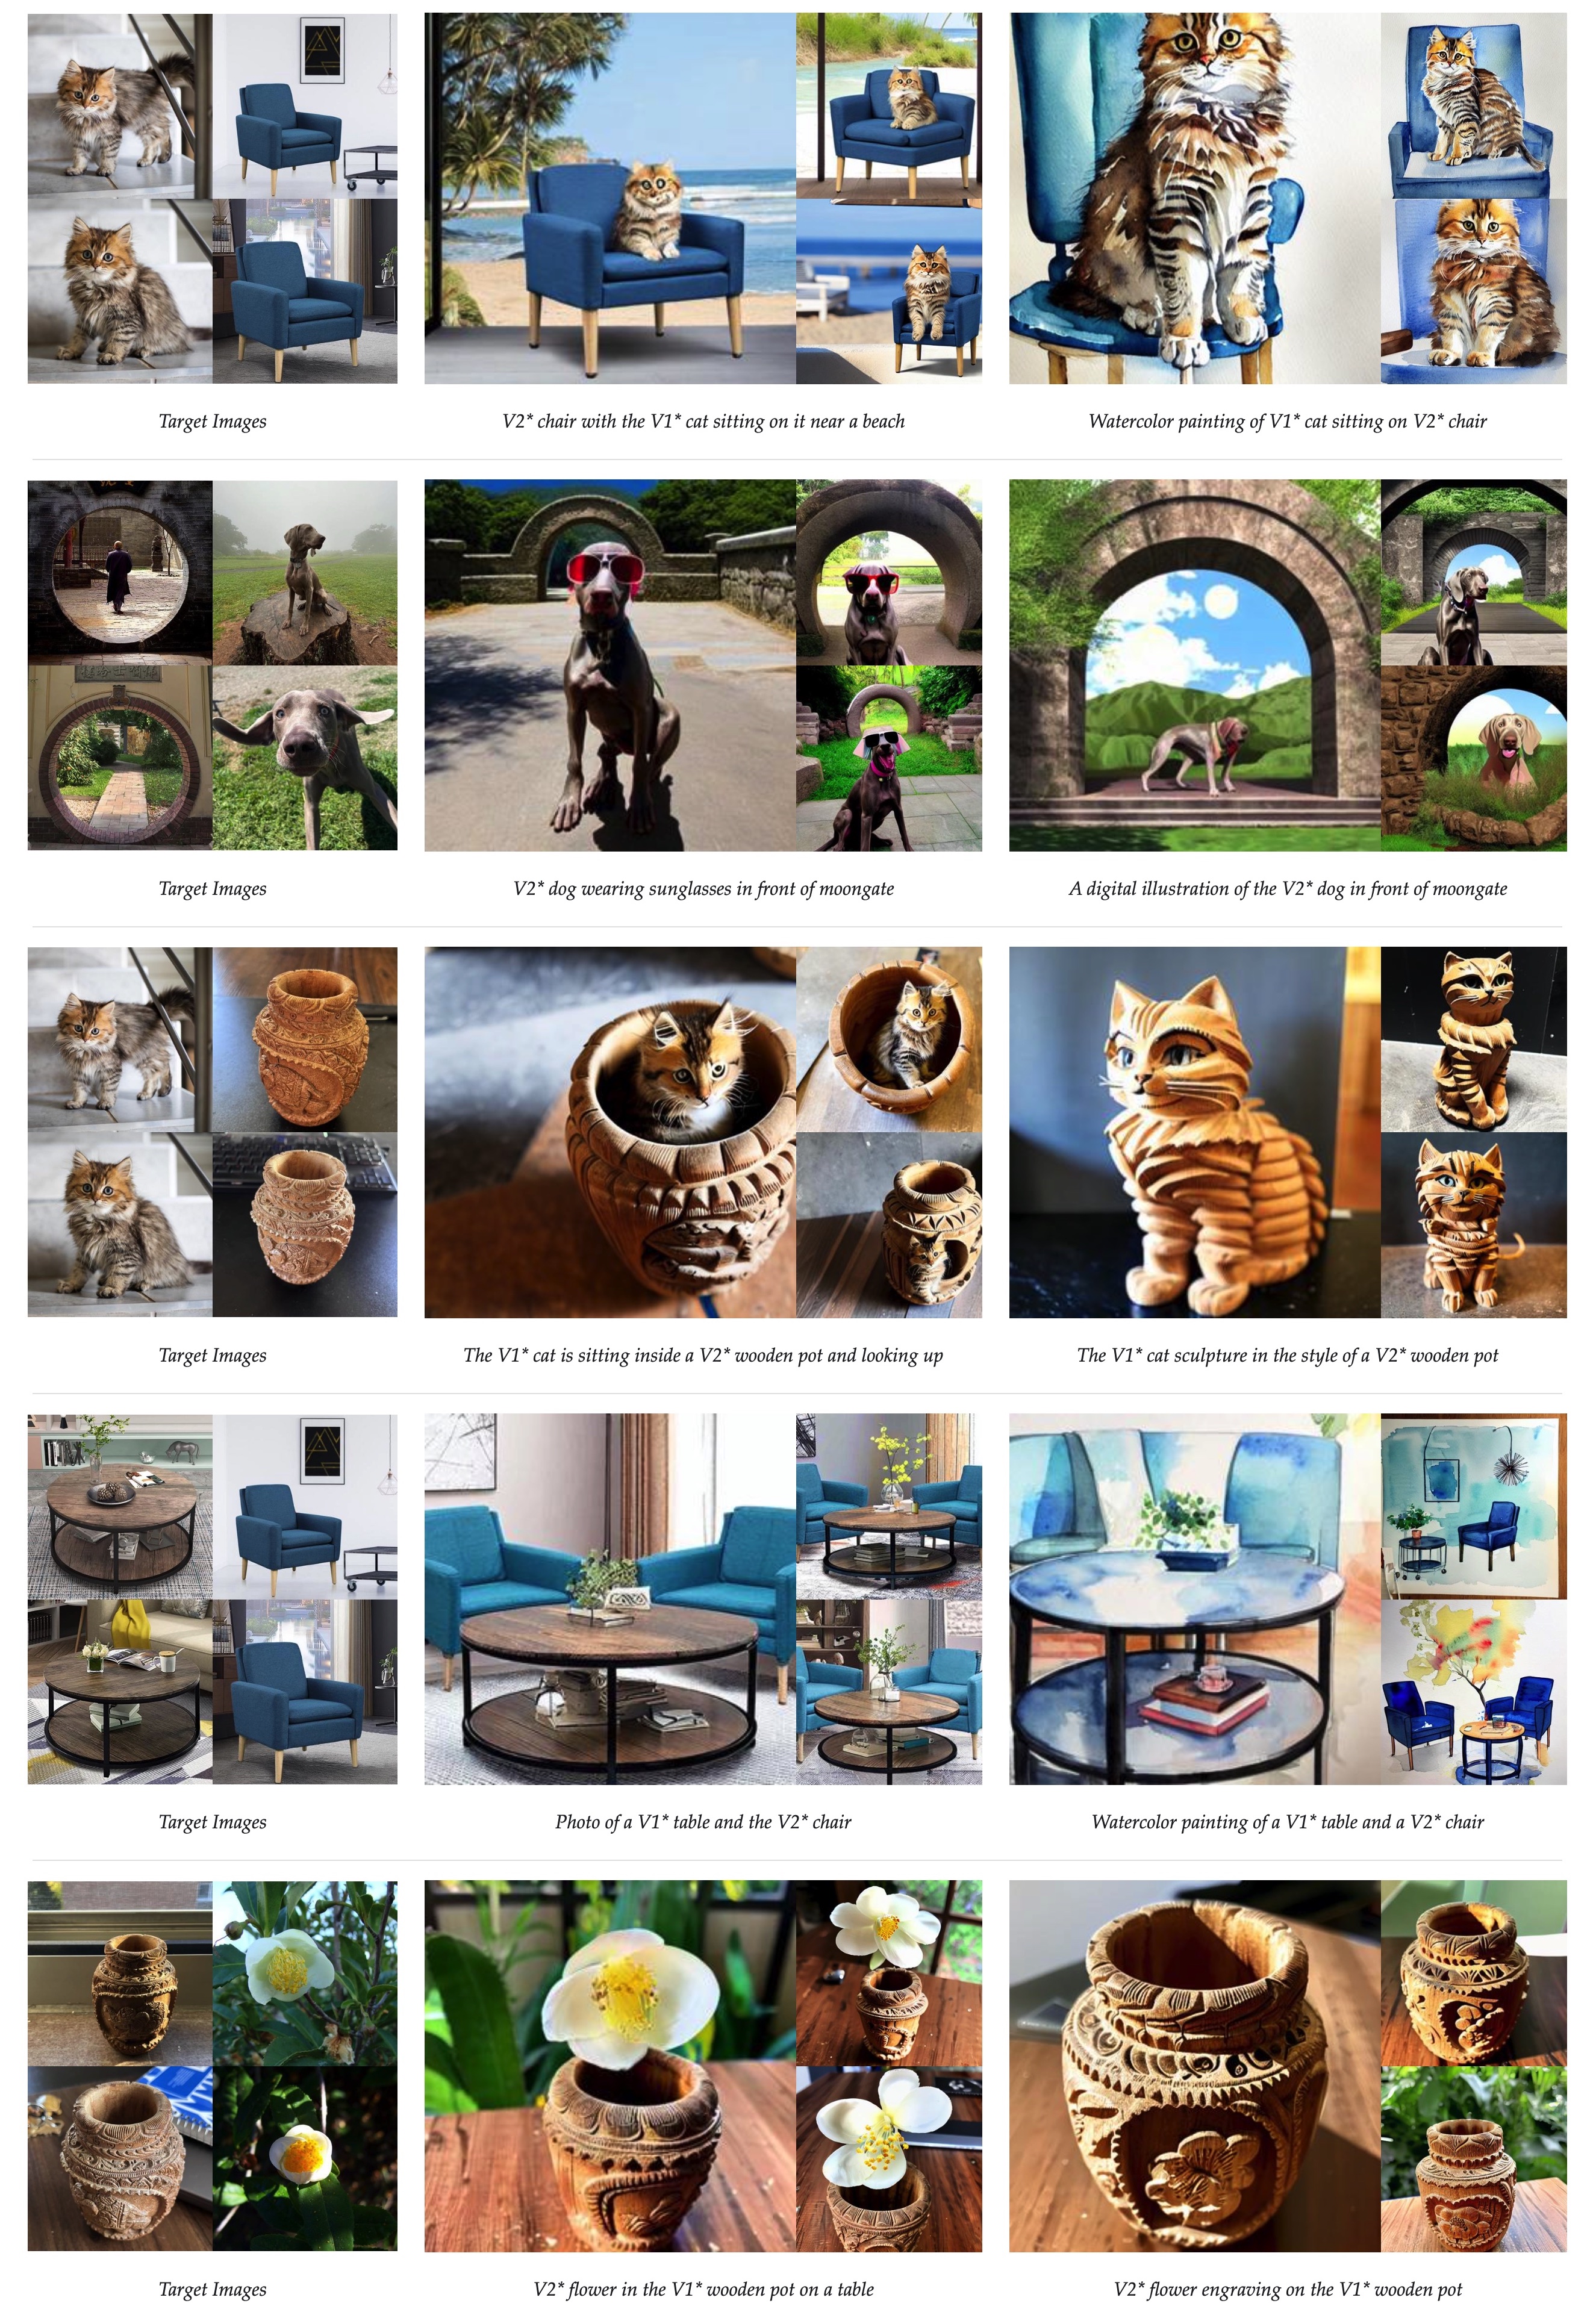 Target Images
V2* chair with the V1* cat sitting on it near a beach
Watercolor painting of V1* cat sitting on V2* chair
Target Images
V2* dog wearing sunglasses in front of moongate
A digital illustration of the V2* dog in front of moongate
Target Images
The V1* cat is sitting inside a V2* wooden pot and looking up
The V1* cat sculpture in the style of a V2* wooden pot
Target Images
Photo of a V1* table and the V2* chair
Watercolor painting of a V1* table and a V2* chair
Target Images
V2* flower in the V1* wooden pot on a table
V2* flower engraving on the V1* wooden pot